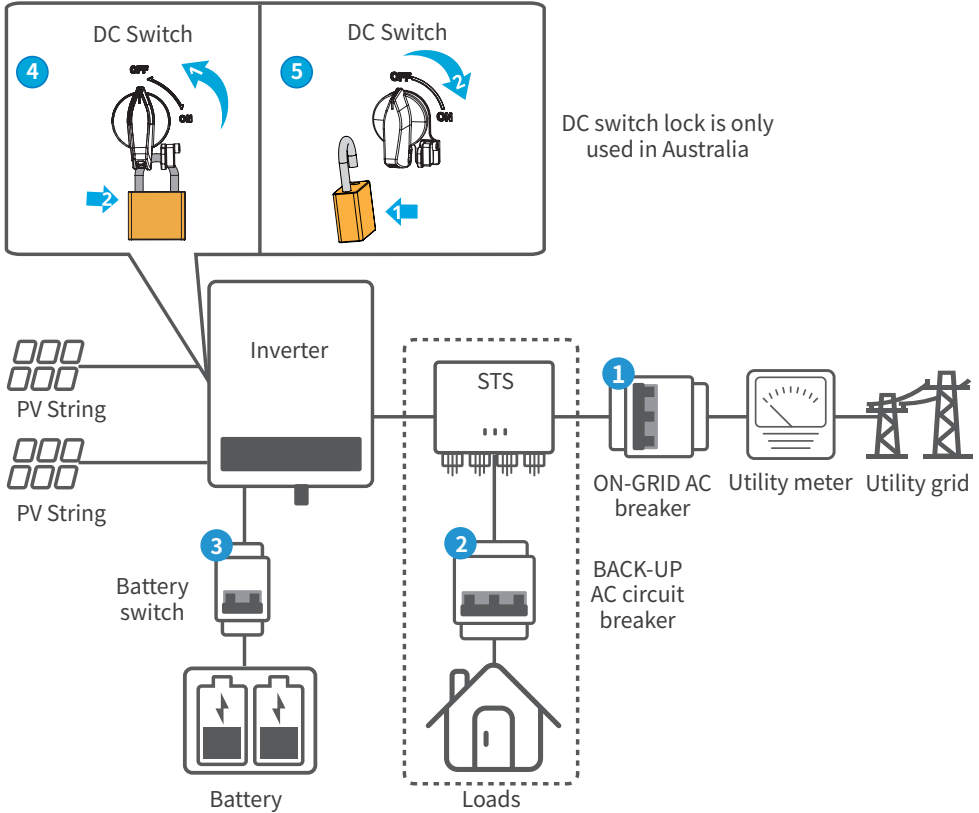 DC Switch
4
OFF
ON
1
2
DC Switch
5
OFF
ON
2
1
DC switch lock is only
used in Australia
Inverter
PV String
PV String
STS
1
ON-GRID AC
breaker
Utility meter
Utility grid
3
Battery
switch
2
BACK-UP
AC circuit
breaker
Battery
Loads